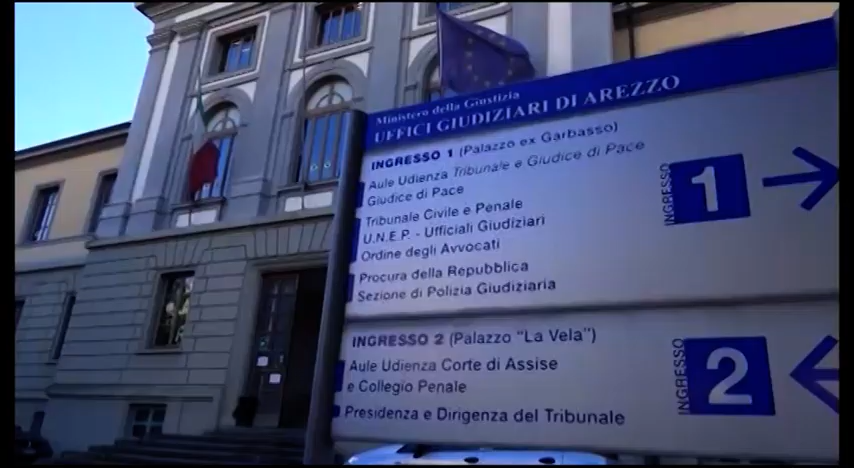 Ministero della Giustizia
UFFICI GIUDIZIARI DI AREZZO
INGRESSO 1 (Palazzo ex Garbasso)
Aule Udienza Tribunale e Giudice di Pace
Giudice di Pace
Tribunale Civile e Penale
U.N.E.P. - Ufficiali Giudiziari
Ordine degli Avvocati
Procura della Repubblica
Sezione di Polizia Giudiziaria
INGRESSO
1
INGRESSO 2 (Palazzo "La Vela")
Aule Udienza Corte di Assise
e Collegio Penale
Presidenza e Dirigenza del Tribunale
INGRESSO
2